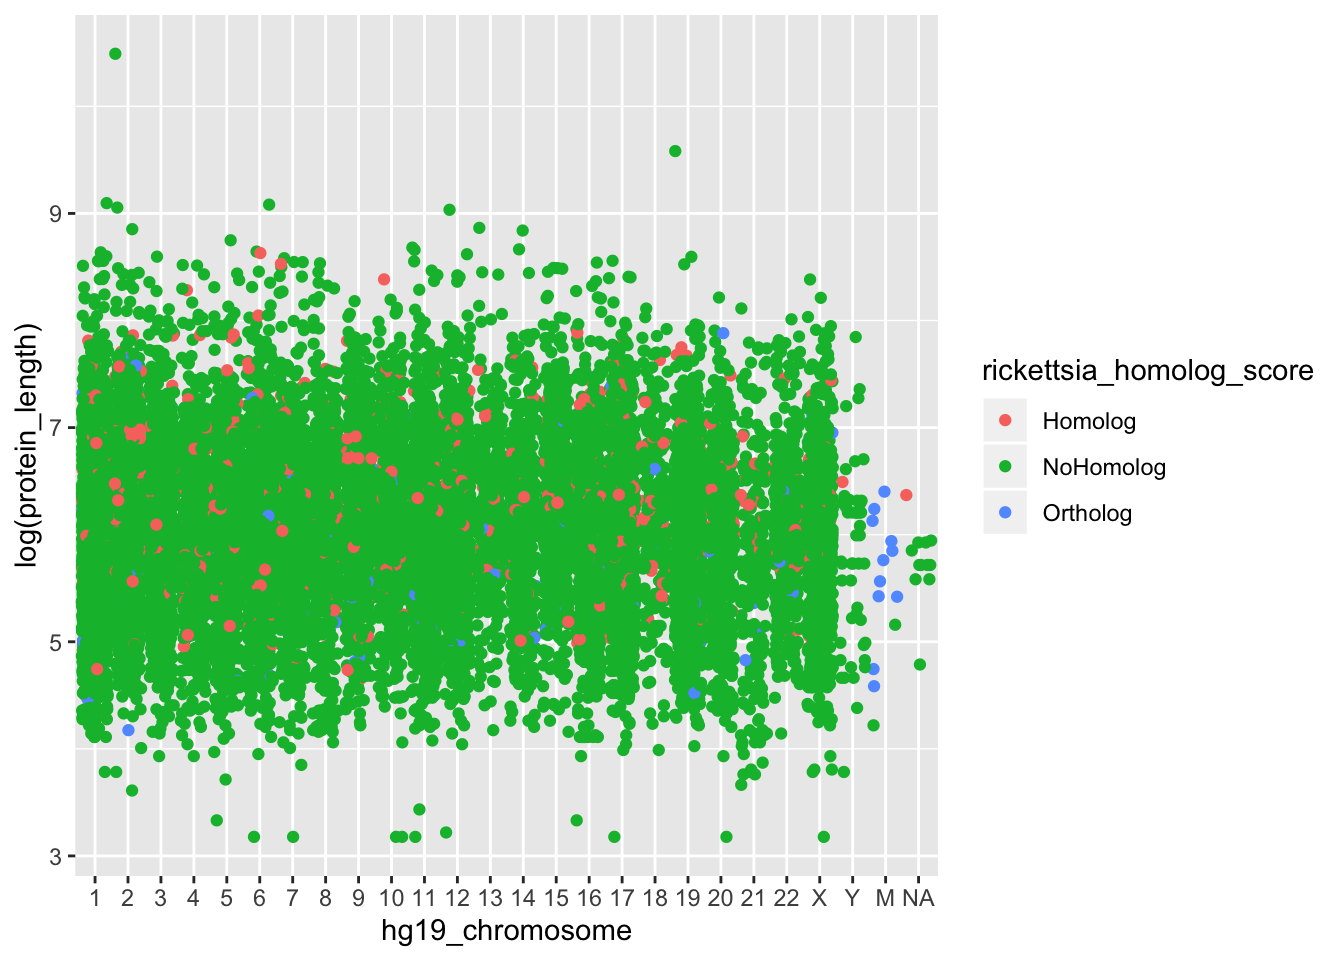 9
7
5
3
log(protein_length)
1 2 3 4 5 6 7 8 9 10 11 12 13 14 15 16 17 18 19 20 21 22 X Y M NA
hg19_chromosome
rickettsia_homolog_score
Homolog
NoHomolog
Ortholog